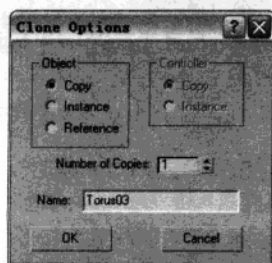 Clone Options
Object
Controller
Copy
Copy
Instance
Instance
Reference
Number of Copies: 1
Name: Torus03
OK
Cancel